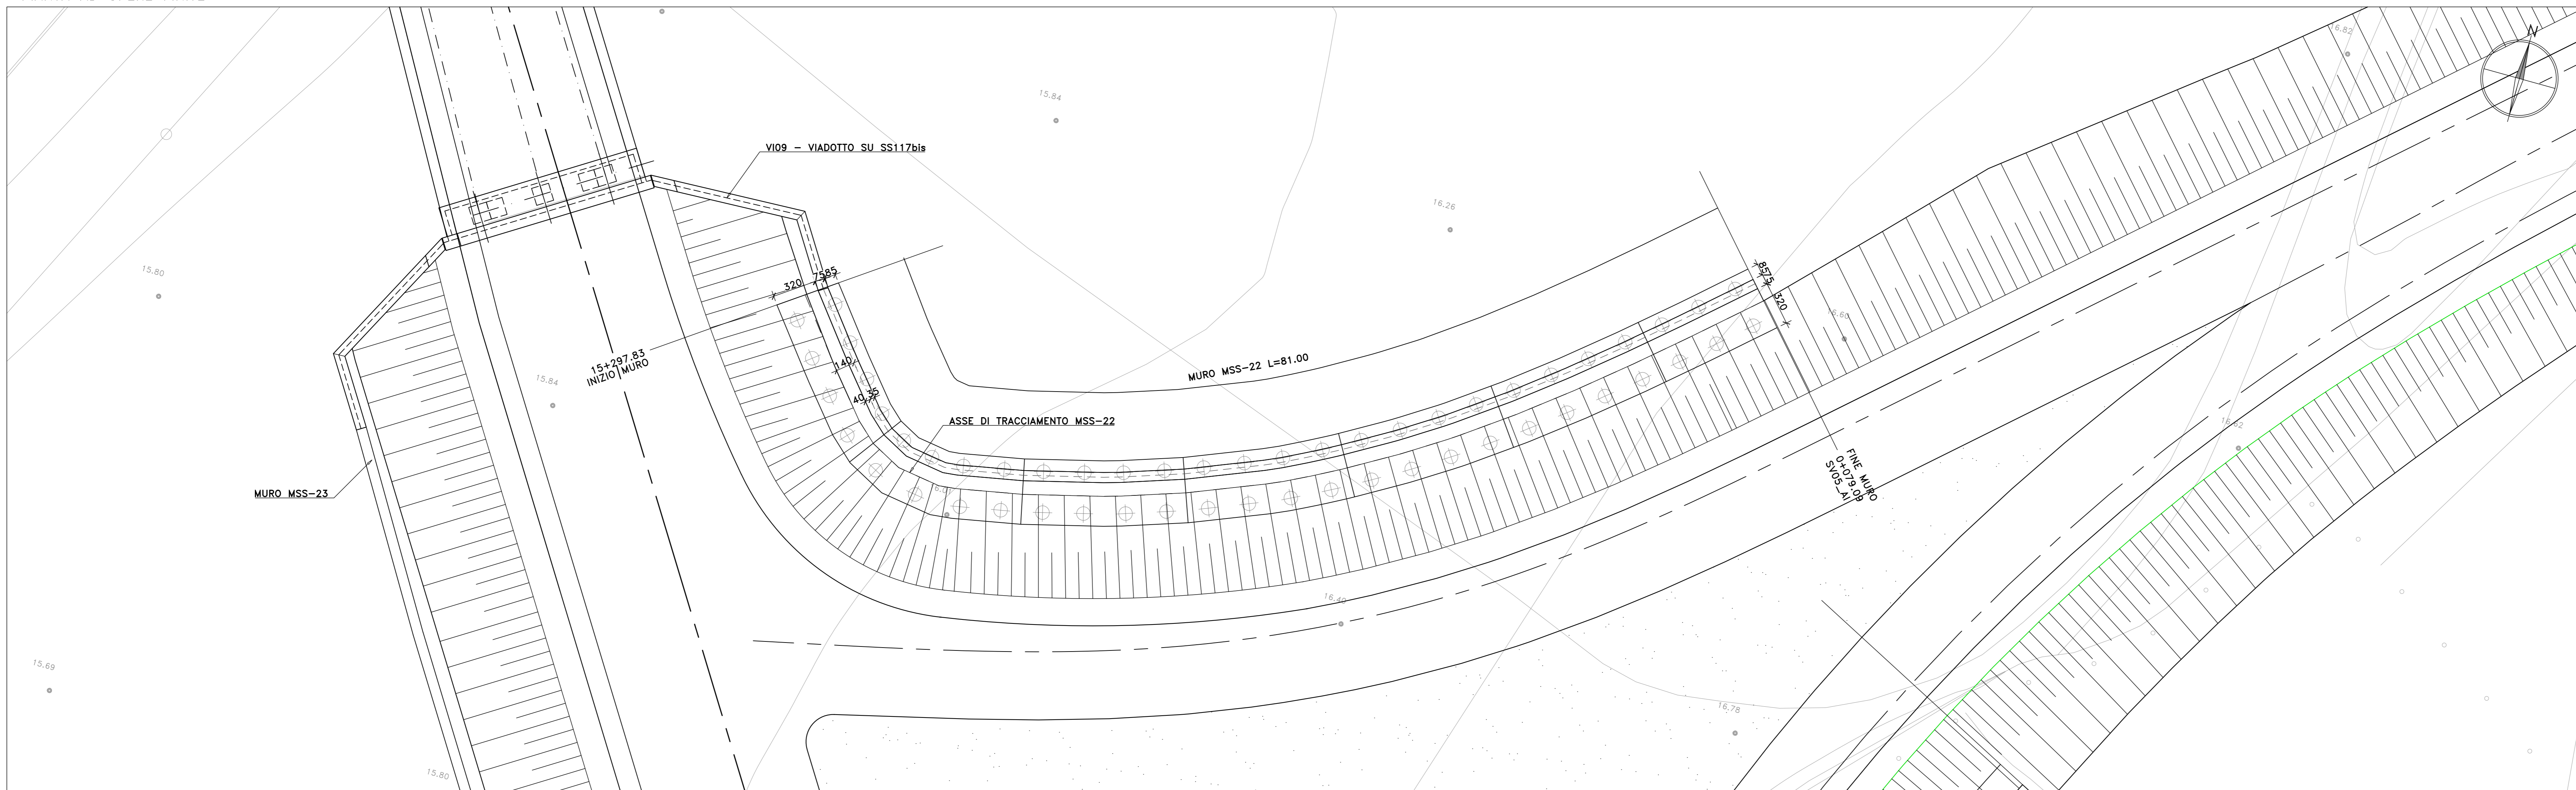 16.82
N
15.84
VI09 - VIADOTTO SU SS117bis
16.26
15.80
7585
320
8575
320
16.60
15+297.83
INIZIO MURO
15.84
MURO MSS-22 L=81.00
140
40
35
ASSE DI TRACCIAMENTO MSS-22
16.62
FINE MURO
0+079.09
SV05_AI
MURO MSS-23
16.40
15.69
16.78
15.80